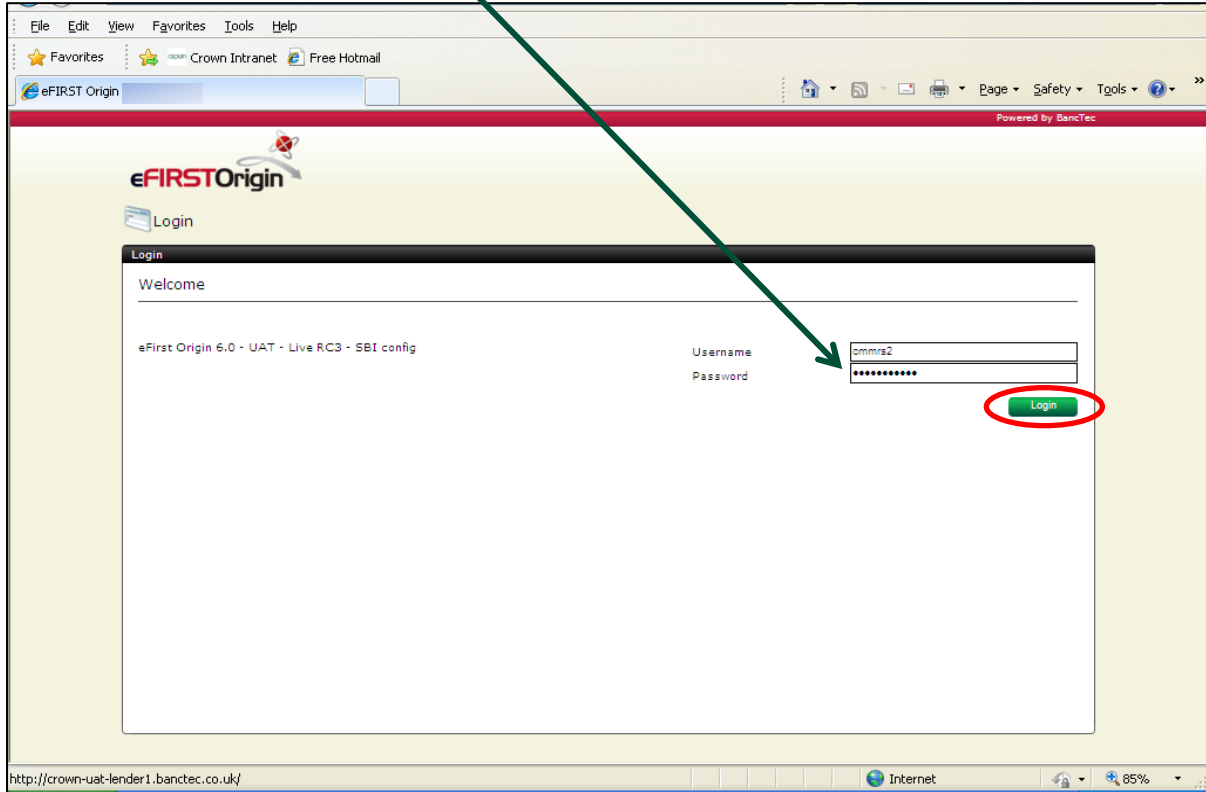 File Edit View Favorites Tools Help
Favorites Crown Intranet Free Hotmail
eFIRST Origin Page Safety Tools
Powered by BancTec
eFIRSTOrigin
Login
Login
Welcome
eFirst Origin 6.0 - UAT - Live RC3 - SBI config
Username
Password •••••••••••
Login
http://crown-uat-lender1.banctec.co.uk/ Internet 85%